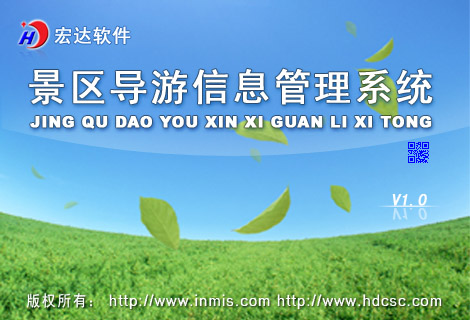 宏达软件
景区导游信息管理系统
JING QU DAO YOU XIN XI GUAN LI XI TONG
V1.0
版权所有： http://www.inmis.com http://www.hdcsc.com